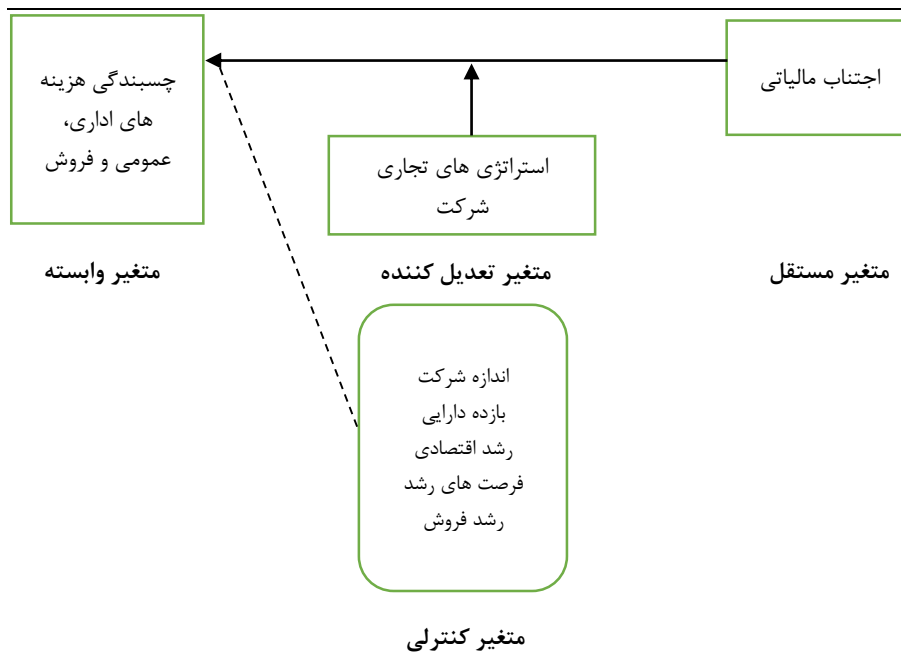 اجتناب مالیاتی
چسبندگی هزینه
های اداری،
عمومی و فروش
استراتژی های تجاری
شرکت
متغیر مستقل
متغیر تعدیل کننده
متغیر وابسته
اندازه شرکت
بازده دارایی
رشد اقتصادی
فرصت های رشد
رشد فروش
متغیر کنترلی